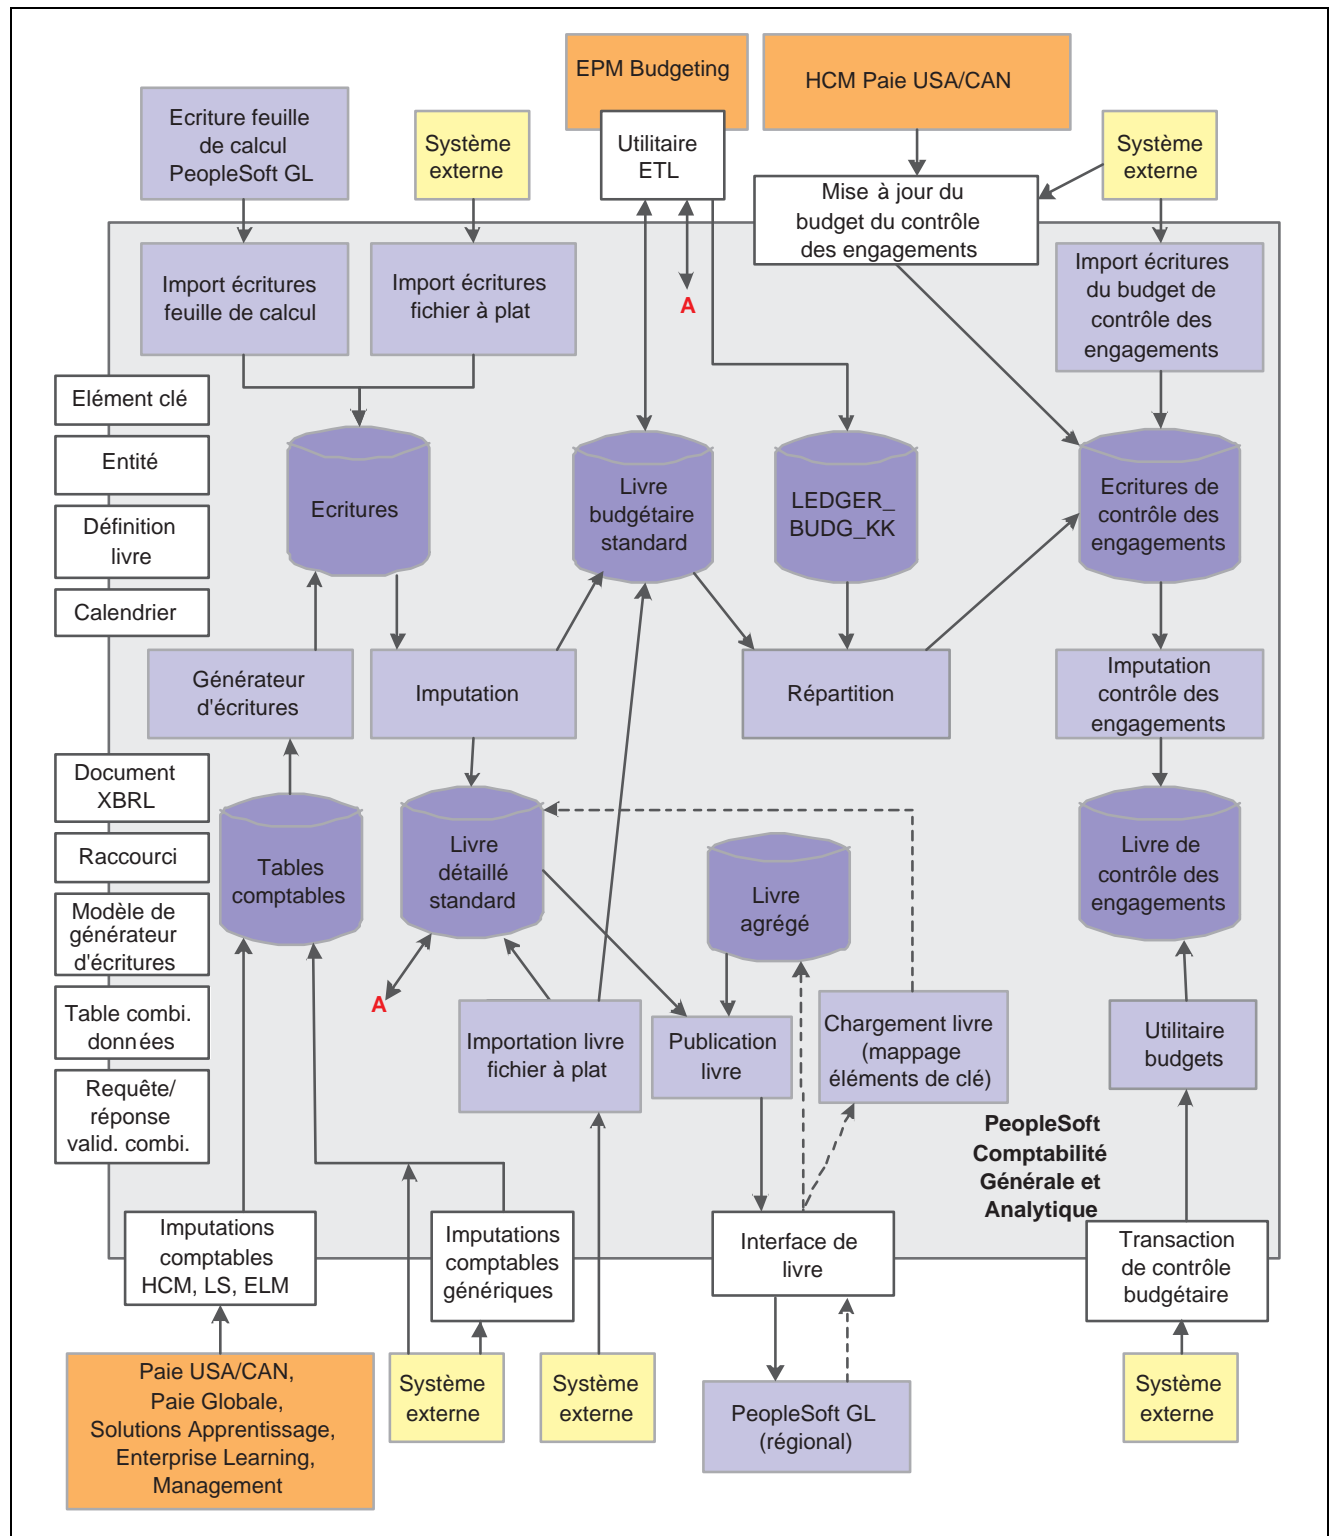 EPM Budgeting
HCM Paie USA/CAN
Ecriture feuille
de calcul
PeopleSoft GL
Système
externe
Utilitaire
ETL
Système
externe
Mise à jour du
budget du contrôle
des engagements
Import écritures
feuille de calcul
Import écritures
fichier à plat
A
Import écritures
du budget de
contrôle des
engagements
Elément clé
Entité
Définition
livre
Calendrier
Ecritures
Livre
budgétaire
standard
LEDGER_
BUDG_KK
Ecritures de
contrôle des
engagements
Générateur
d'écritures
Imputation
Répartition
Imputation
contrôle des
engagements
Document
XBRL
Raccourci
Modèle de
générateur
d'écritures
Table combi.
données
Requête/
réponse
valid. combi.
Tables
comptables
Livre
détaillé
standard
Livre
agrégé
Livre de
contrôle des
engagements
A
Importation livre
fichier à plat
Publication
livre
Chargement livre
(mappage
éléments de clé)
Utilitaire
budgets
PeopleSoft
Comptabilité
Générale et
Analytique
Imputations
comptables
HCM, LS, ELM
Imputations
comptables
génériques
Interface de
livre
Transaction
de contrôle
budgétaire
Paie USA/CAN,
Paie Globale,
Solutions Apprentissage,
Enterprise Learning,
Management
Système
externe
Système
externe
PeopleSoft GL
(régional)
Système
externe